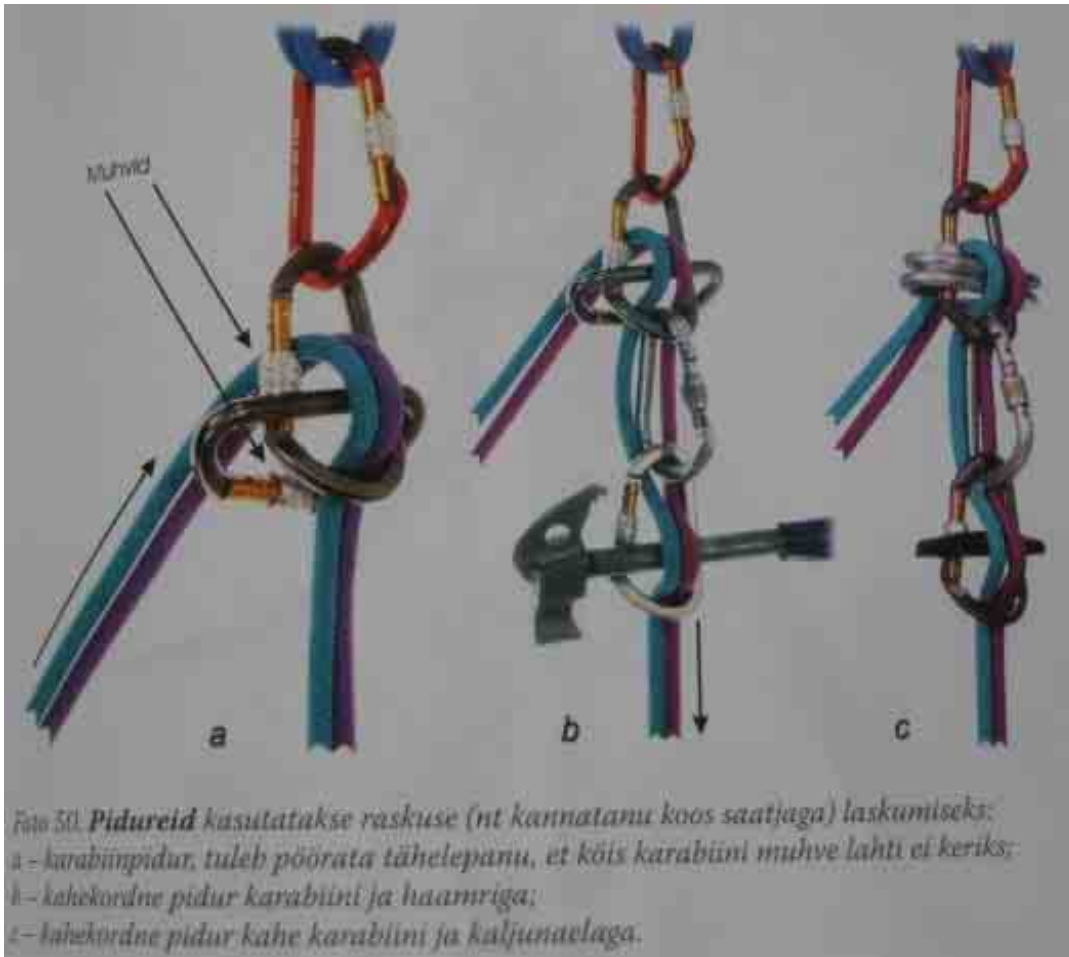 Muhvid
a
b
c
Foto 50. Pidureid kasutatakse raskuse (nt kannatanu koos saatjaga) laskumiseks:
a – karabiinpidur, tuleb pöörata tähelepanu, et köis karabiini muhve lahti ei keriks;
b – kahekordne pidur karabiini ja haamriga;
c – kahekordne pidur kahe karabiini ja kaljunaelaga.